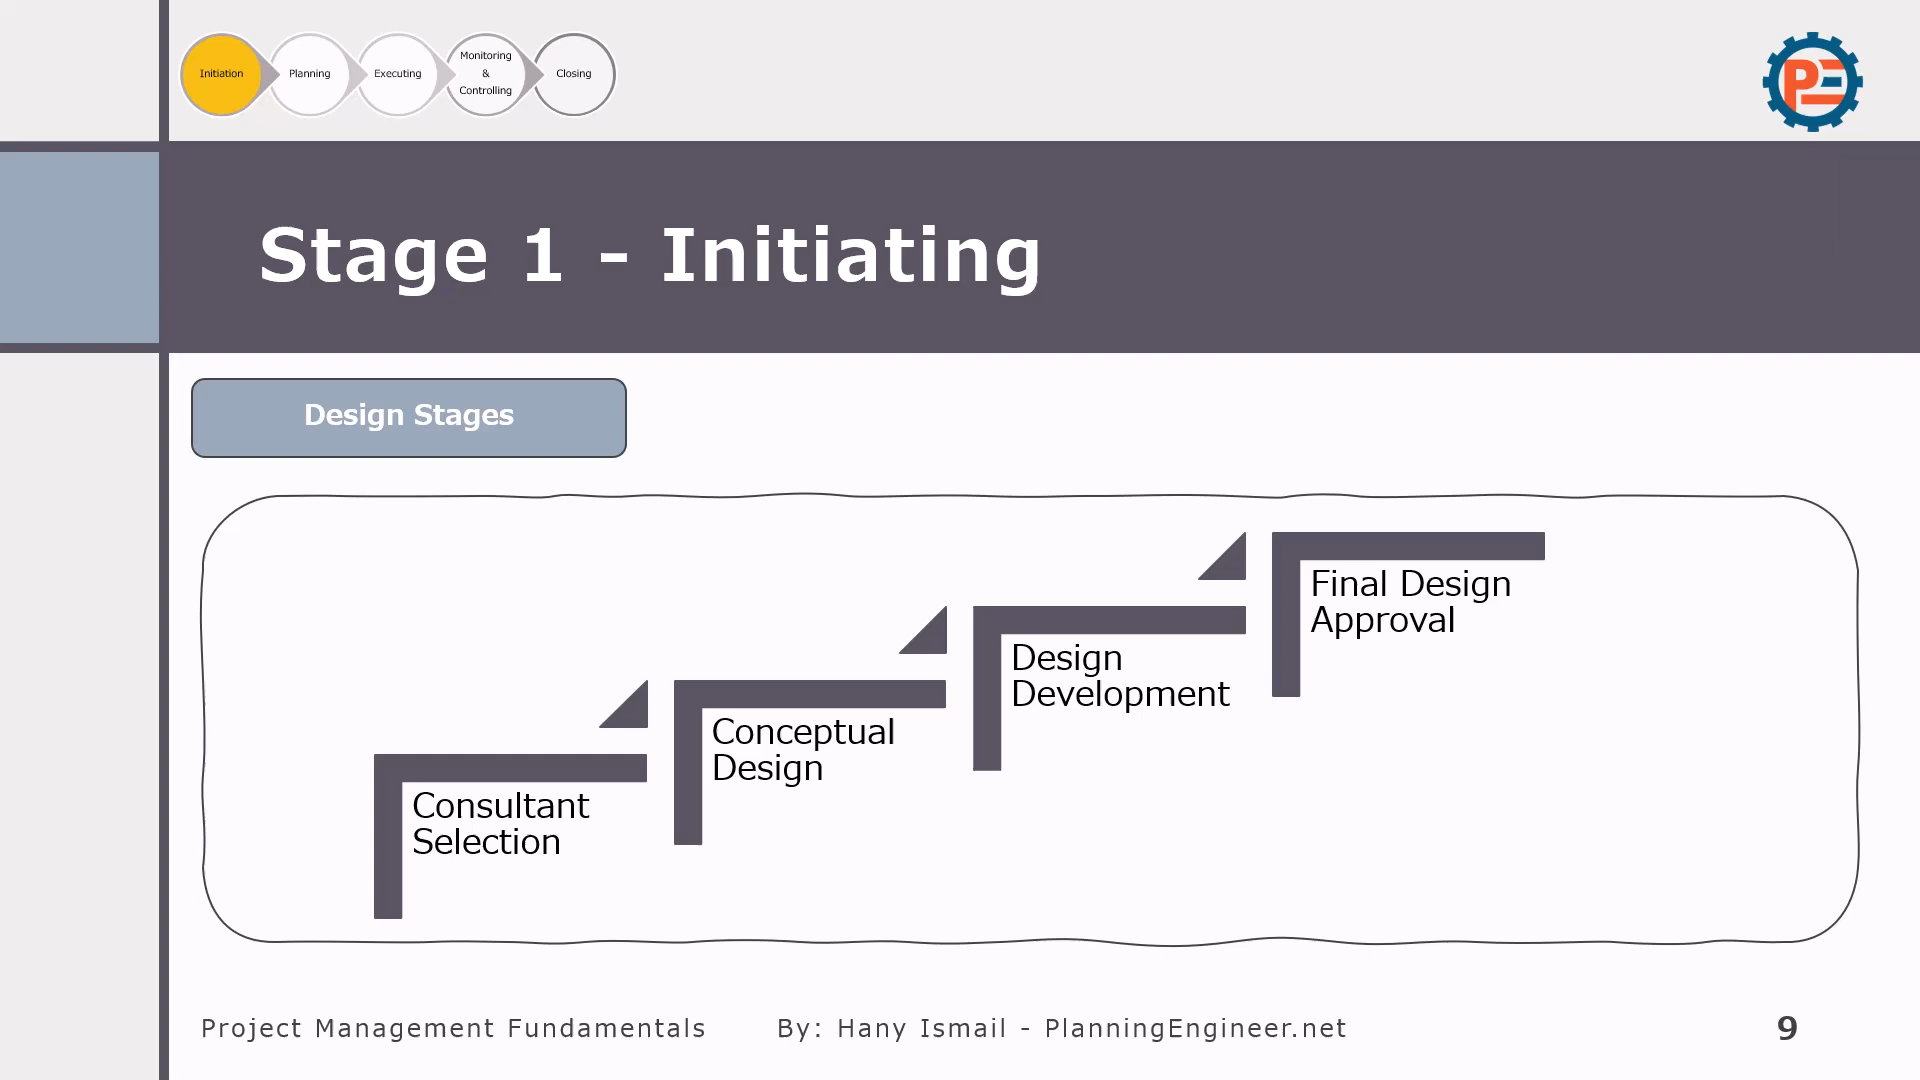 Initiation
Planning
Executing
Monitoring
&
Controlling
Closing
PE
Stage 1 - Initiating
Design Stages
Final Design
Approval
Design
Development
Conceptual
Design
Consultant
Selection
Project Management Fundamentals
By: Hany Ismail - PlanningEngineer.net
9